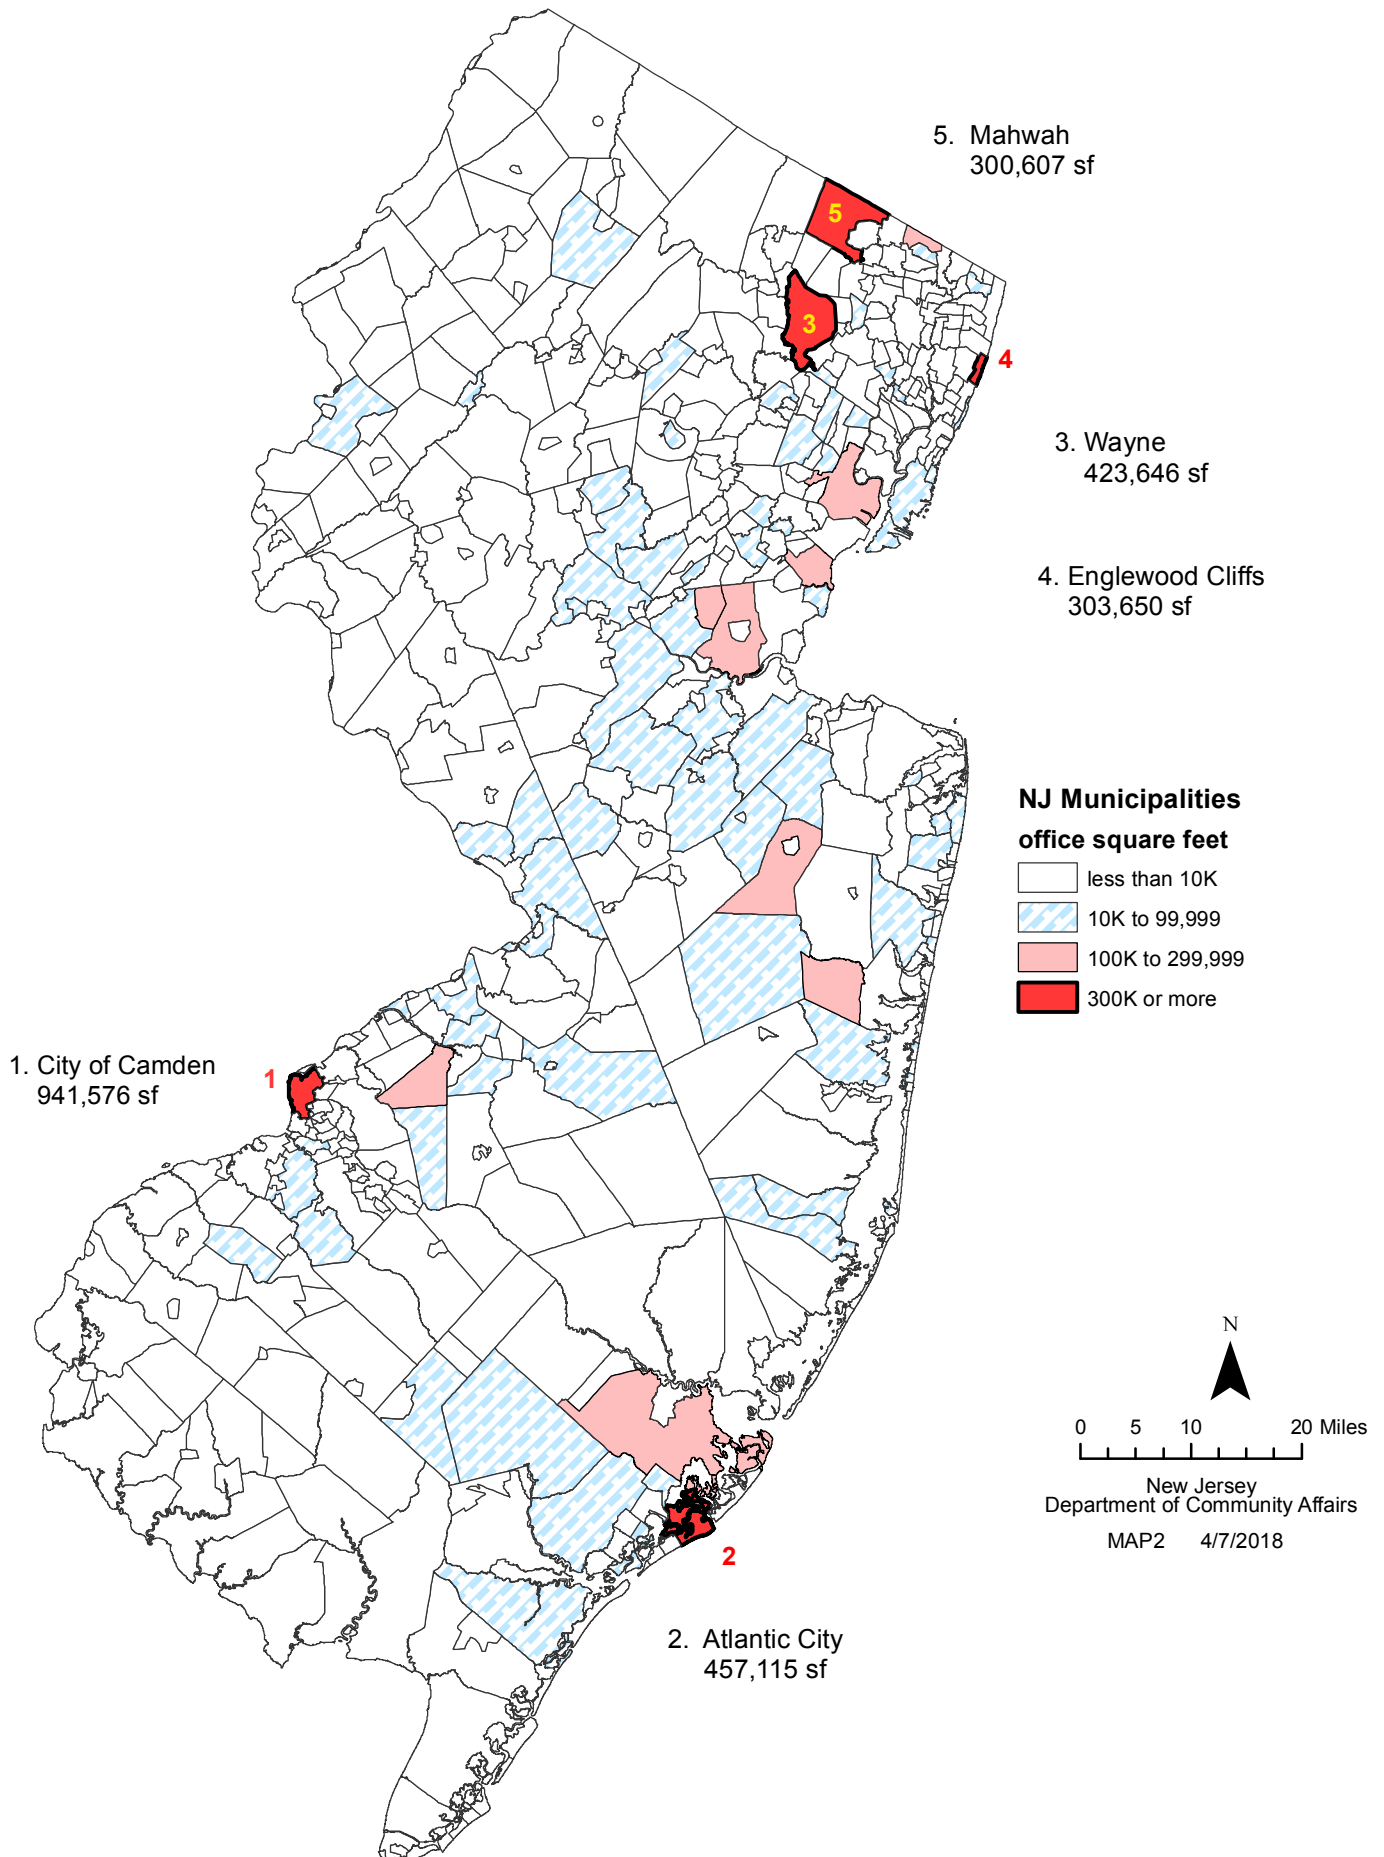 5. Mahwah
300,607 sf
5
3
4
3. Wayne
423,646 sf
4. Englewood Cliffs
303,650 sf
NJ Municipalities
office square feet
less than 10K
10K to 99,999
100K to 299,999
300K or more
1. City of Camden
941,576 sf
1
N
0 5 10 20 Miles
New Jersey
Department of Community Affairs
MAP2 4/7/2018
2
2. Atlantic City
457,115 sf